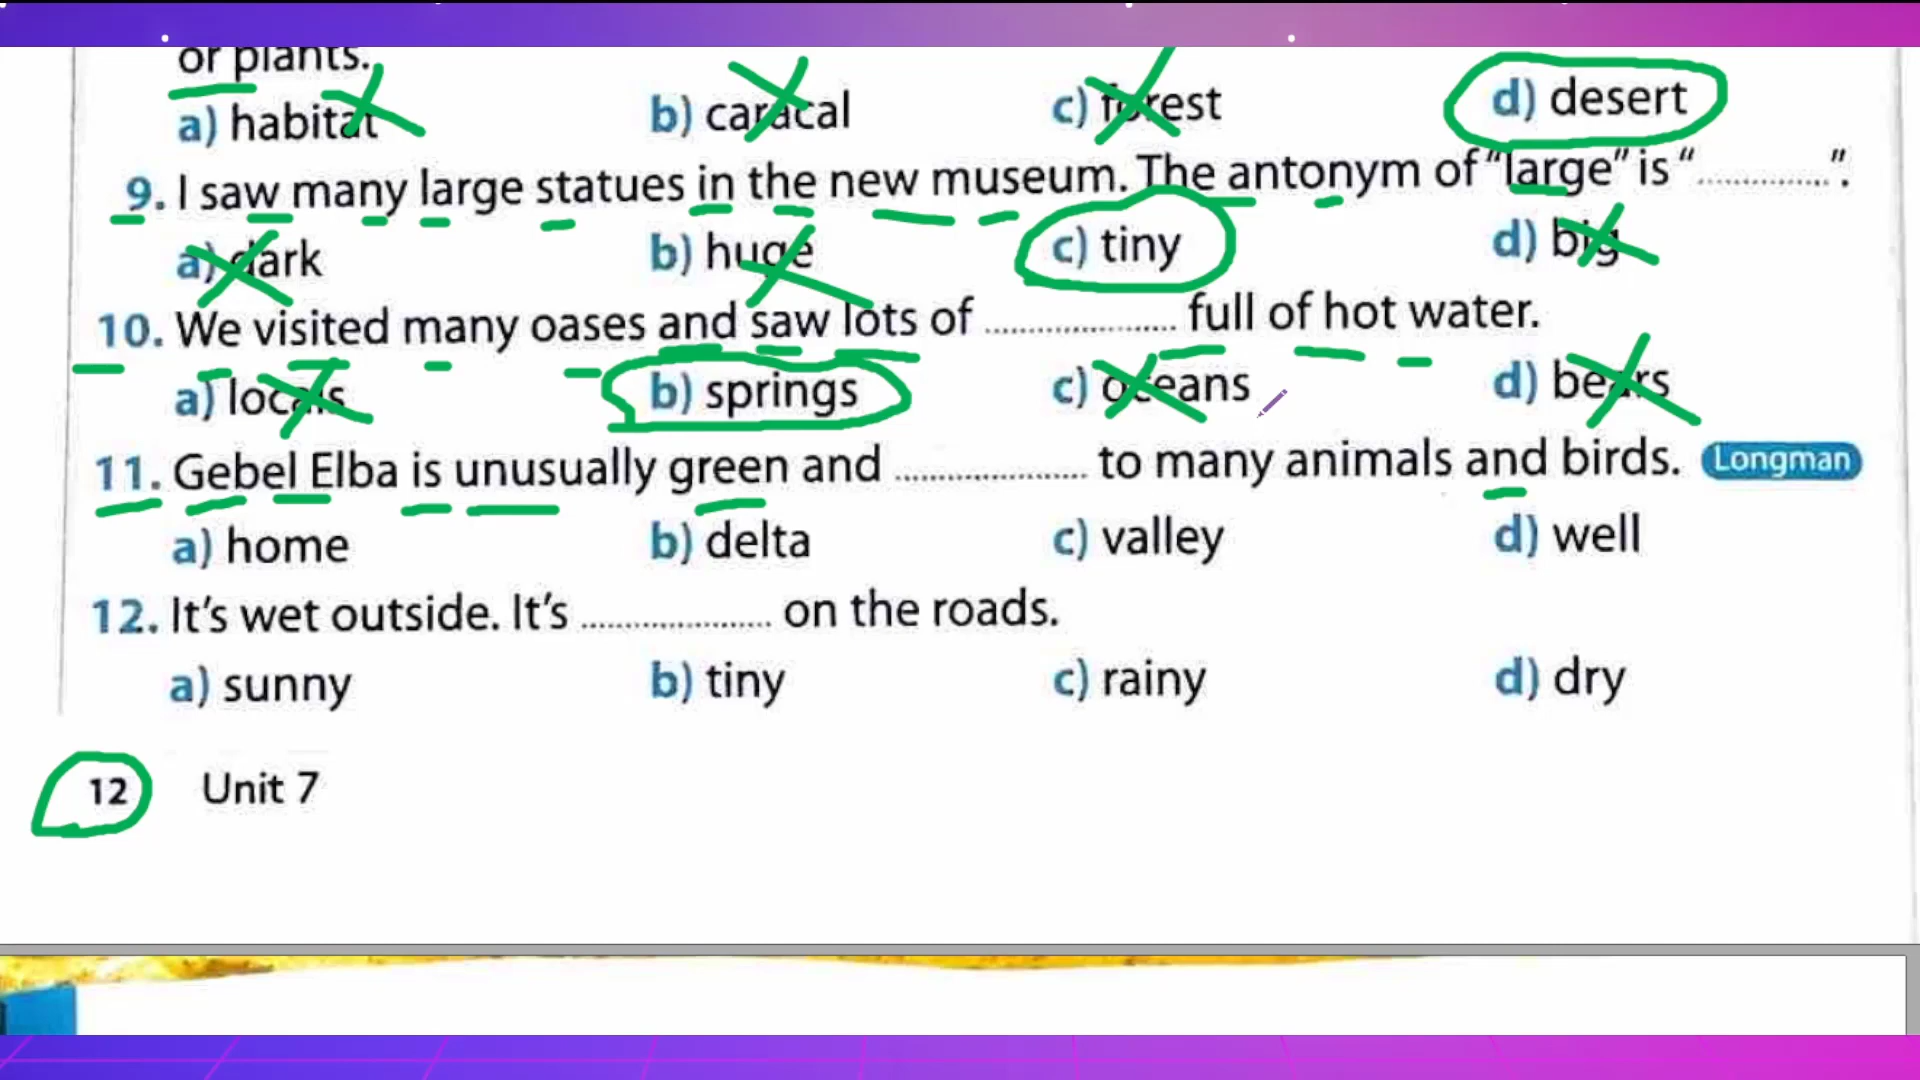 or plants.
a) habitat b) caracal c) forest d) desert
9. I saw many large statues in the new museum. The antonym of “large” is “..............”.
a) dark b) huge c) tiny d) big
10. We visited many oases and saw lots of .................... full of hot water.
a) locals b) springs c) oceans d) bears
11. Gebel Elba is unusually green and .................... to many animals and birds. Longman
a) home b) delta c) valley d) well
12. It’s wet outside. It’s .................... on the roads.
a) sunny b) tiny c) rainy d) dry
12 Unit 7